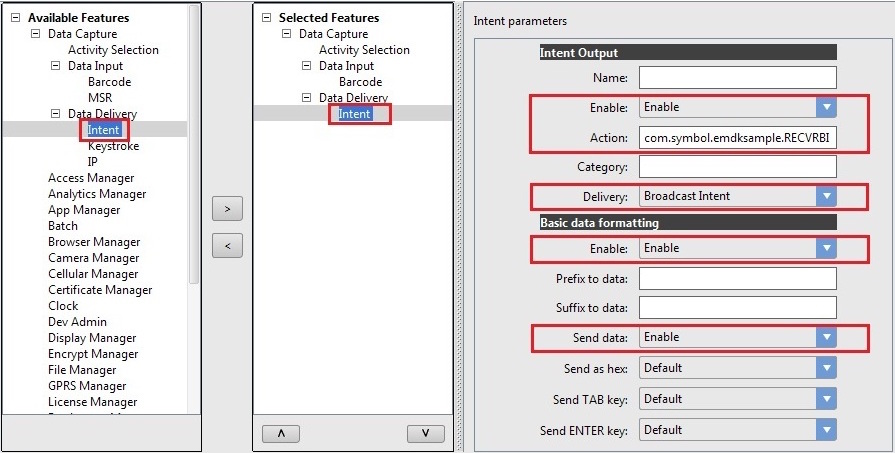 Available Features
Data Capture
Activity Selection
Data Input
Barcode
MSR
Data Delivery
Intent
Keystroke
IP
Access Manager
Analytics Manager
App Manager
Batch
Browser Manager
Camera Manager
Cellular Manager
Certificate Manager
Clock
Dev Admin
Display Manager
Encrypt Manager
File Manager
GPRS Manager
License Manager
>
<
Selected Features
Data Capture
Activity Selection
Data Input
Barcode
Data Delivery
Intent
Intent parameters
Intent Output
Name:
Enable: Enable
Action: com.symbol.emdksample.RECVRBI
Category:
Delivery: Broadcast Intent
Basic data formatting
Enable: Enable
Prefix to data:
Suffix to data:
Send data: Enable
Send as hex: Default
Send TAB key: Default
Send ENTER key: Default